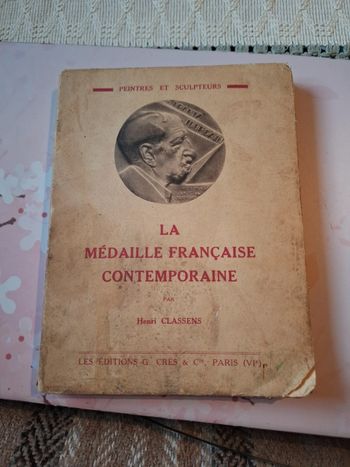 PEINTRES ET SCULPTEURS
LA
MÉDAILLE FRANÇAISE
CONTEMPORAINE
PAR
Henri CLASSENS
LES ÉDITIONS G. CRÈS & Cie, PARIS (VIe)